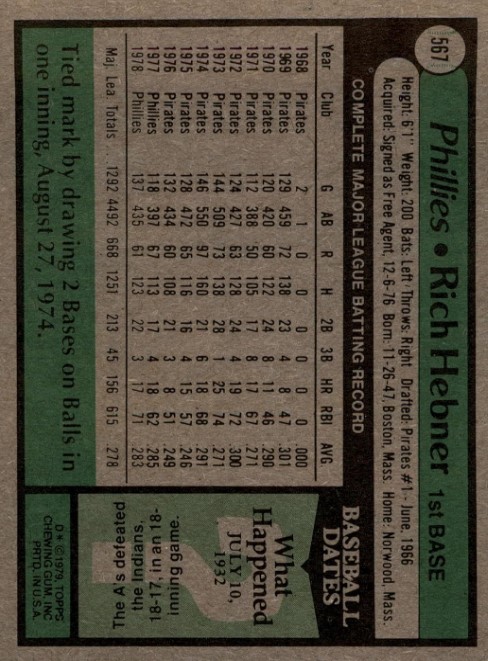 567
Phillies • Rich Hebner 1st BASE
Height: 6'1" Weight: 200 Bats: Left Throws: Right Drafted: Pirates #1-June, 1966
Acquired: Signed as Free Agent, 12-6-76 Born: 11-26-47, Boston, Mass. Home: Norwood, Mass.
COMPLETE MAJOR LEAGUE BATTING RECORD
Year Club G AB R H 2B 3B HR RBI AVG
1968 Pirates 2 1 0 0 0 0 0 0 .000
1969 Pirates 129 459 72 138 23 4 8 47 .301
1970 Pirates 120 420 60 122 24 8 11 46 .290
1971 Pirates 112 388 50 105 17 8 17 67 .271
1972 Pirates 124 427 63 128 24 4 19 72 .300
1973 Pirates 144 509 73 138 28 1 25 74 .271
1974 Pirates 146 550 97 160 21 6 18 68 .291
1975 Pirates 128 472 65 116 16 4 15 57 .246
1976 Pirates 132 434 60 108 21 3 8 51 .249
1977 Phillies 118 397 67 113 17 4 18 62 .285
1978 Phillies 137 435 61 123 22 3 17 71 .283
Maj. Lea. Totals 1292 4492 668 1251 213 45 156 615 .278
Tied mark by drawing 2 Bases on Balls in
one inning, August 27, 1974.
BASEBALL
DATES
What
Happened
JULY 10,
1932
The A's defeated
the Indians,
18-17, in an 18-
inning game.
D* © 1979, TOPPS
CHEWING GUM, INC
PRTD. IN U.S.A.